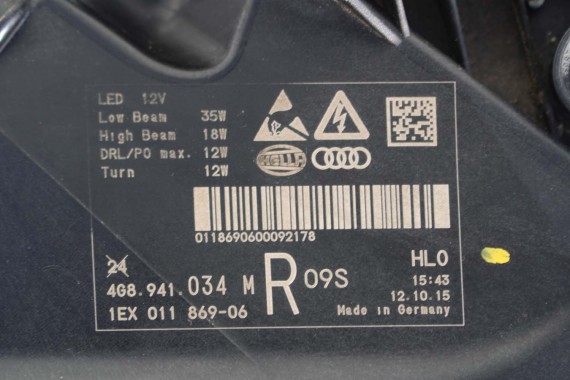 LED 12V
Low Beam 35W
High Beam 18W
DRL/PO max. 12W
Turn 12W
HELLA
0118690600092178
24
4G8.941.034 M R 09S
HL0
15:43
12.10.15
1EX 011 869-06
Made in Germany